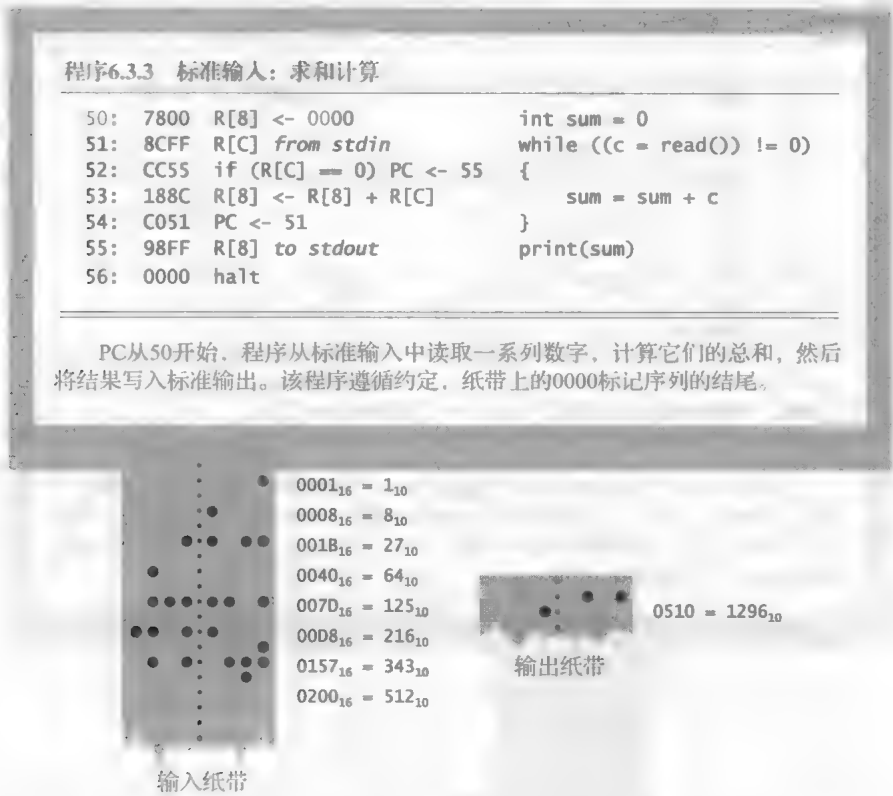 程序6.3.3 标准输入：求和计算
50: 7800 R[8] <- 0000 int sum = 0
51: 8CFF R[C] from stdin while ((c = read()) != 0)
52: CC55 if (R[C] == 0) PC <- 55 {
53: 188C R[8] <- R[8] + R[C] sum = sum + c
54: C051 PC <- 51 }
55: 98FF R[8] to stdout print(sum)
56: 0000 halt
PC从50开始，程序从标准输入中读取一系列数字，计算它们的总和，然后
将结果写入标准输出。该程序遵循约定，纸带上的0000标记序列的结尾。
0001₁₆ = 1₁₀
0008₁₆ = 8₁₀
001B₁₆ = 27₁₀
0040₁₆ = 64₁₀
007D₁₆ = 125₁₀
00D8₁₆ = 216₁₀
0157₁₆ = 343₁₀
0200₁₆ = 512₁₀
输入纸带
0510 = 1296₁₀
输出纸带